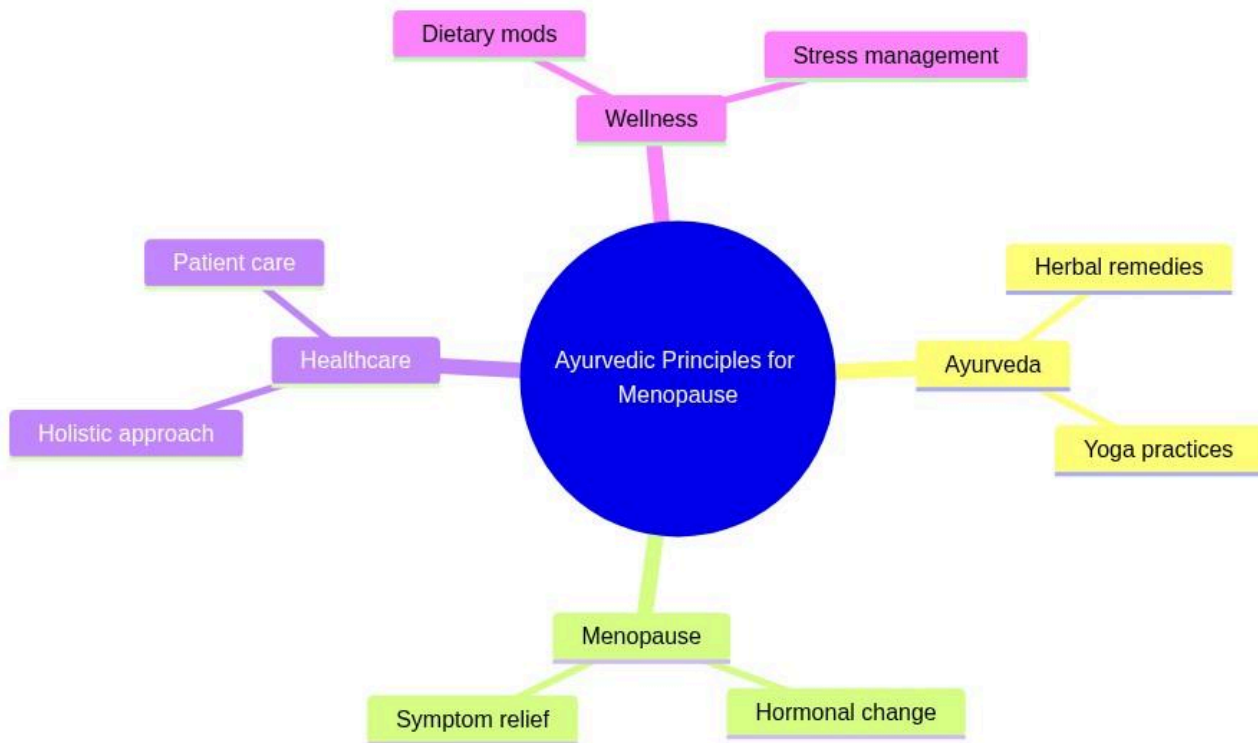 Dietary mods
Stress management
Wellness
Patient care
Herbal remedies
Healthcare
Ayurvedic Principles for
Menopause
Ayurveda
Holistic approach
Yoga practices
Menopause
Symptom relief
Hormonal change